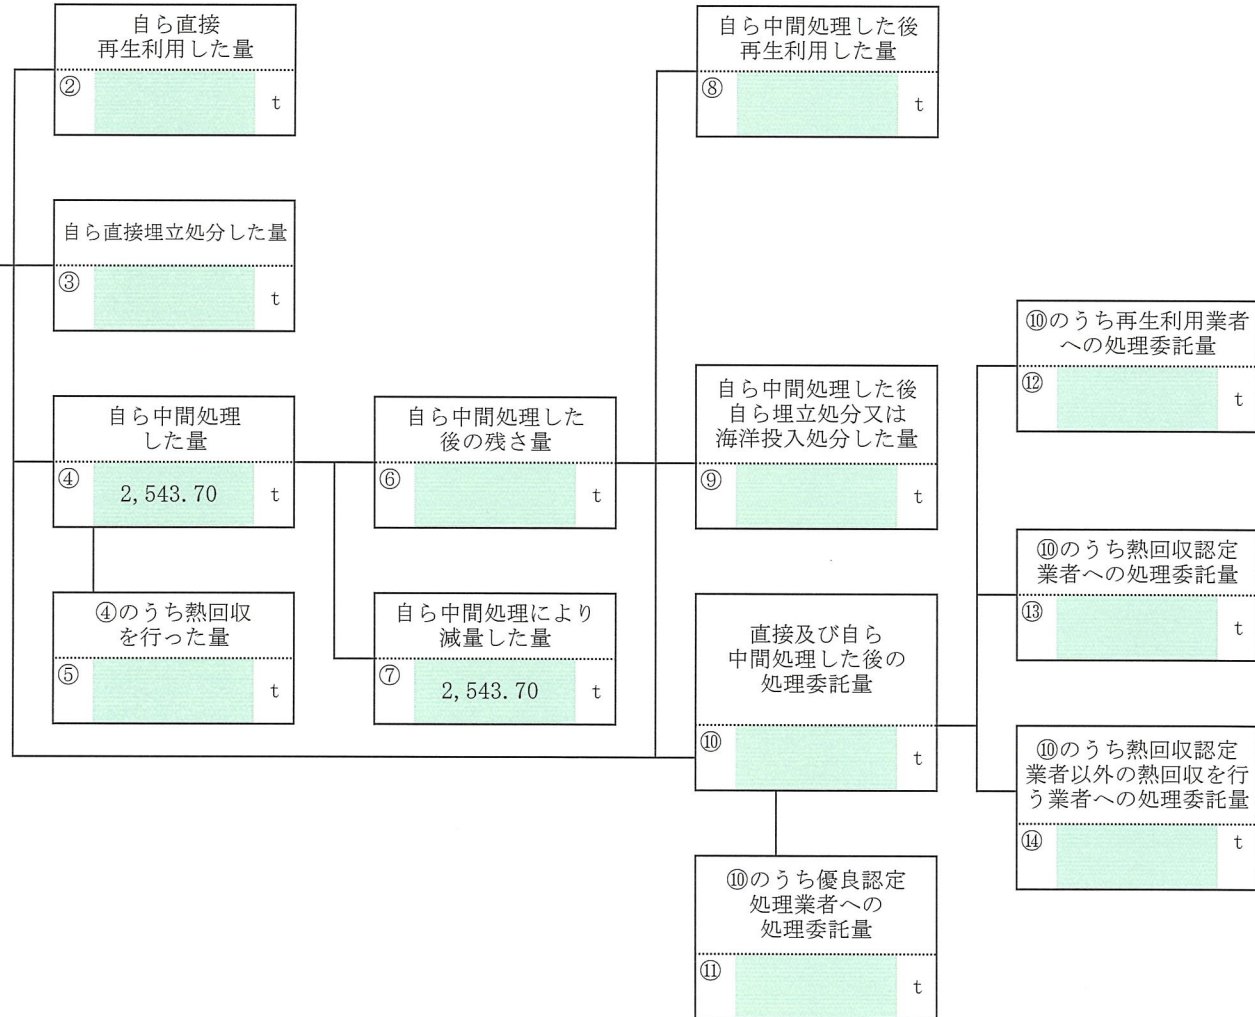 自ら直接
再生利用した量
② t
自ら直接埋立処分した量
③ t
自ら中間処理
した量
④ 2,543.70 t
④のうち熱回収
を行った量
⑤ t
自ら中間処理した
後の残さ量
⑥ t
自ら中間処理により
減量した量
⑦ 2,543.70 t
自ら中間処理した後
再生利用した量
⑧ t
自ら中間処理した後
自ら埋立処分又は
海洋投入処分した量
⑨ t
直接及び自ら
中間処理した後の
処理委託量
⑩ t
⑩のうち優良認定
処理業者への
処理委託量
⑪ t
⑩のうち再生利用業者
への処理委託量
⑫ t
⑩のうち熱回収認定
業者への処理委託量
⑬ t
⑩のうち熱回収認定
業者以外の熱回収を行
う業者への処理委託量
⑭ t